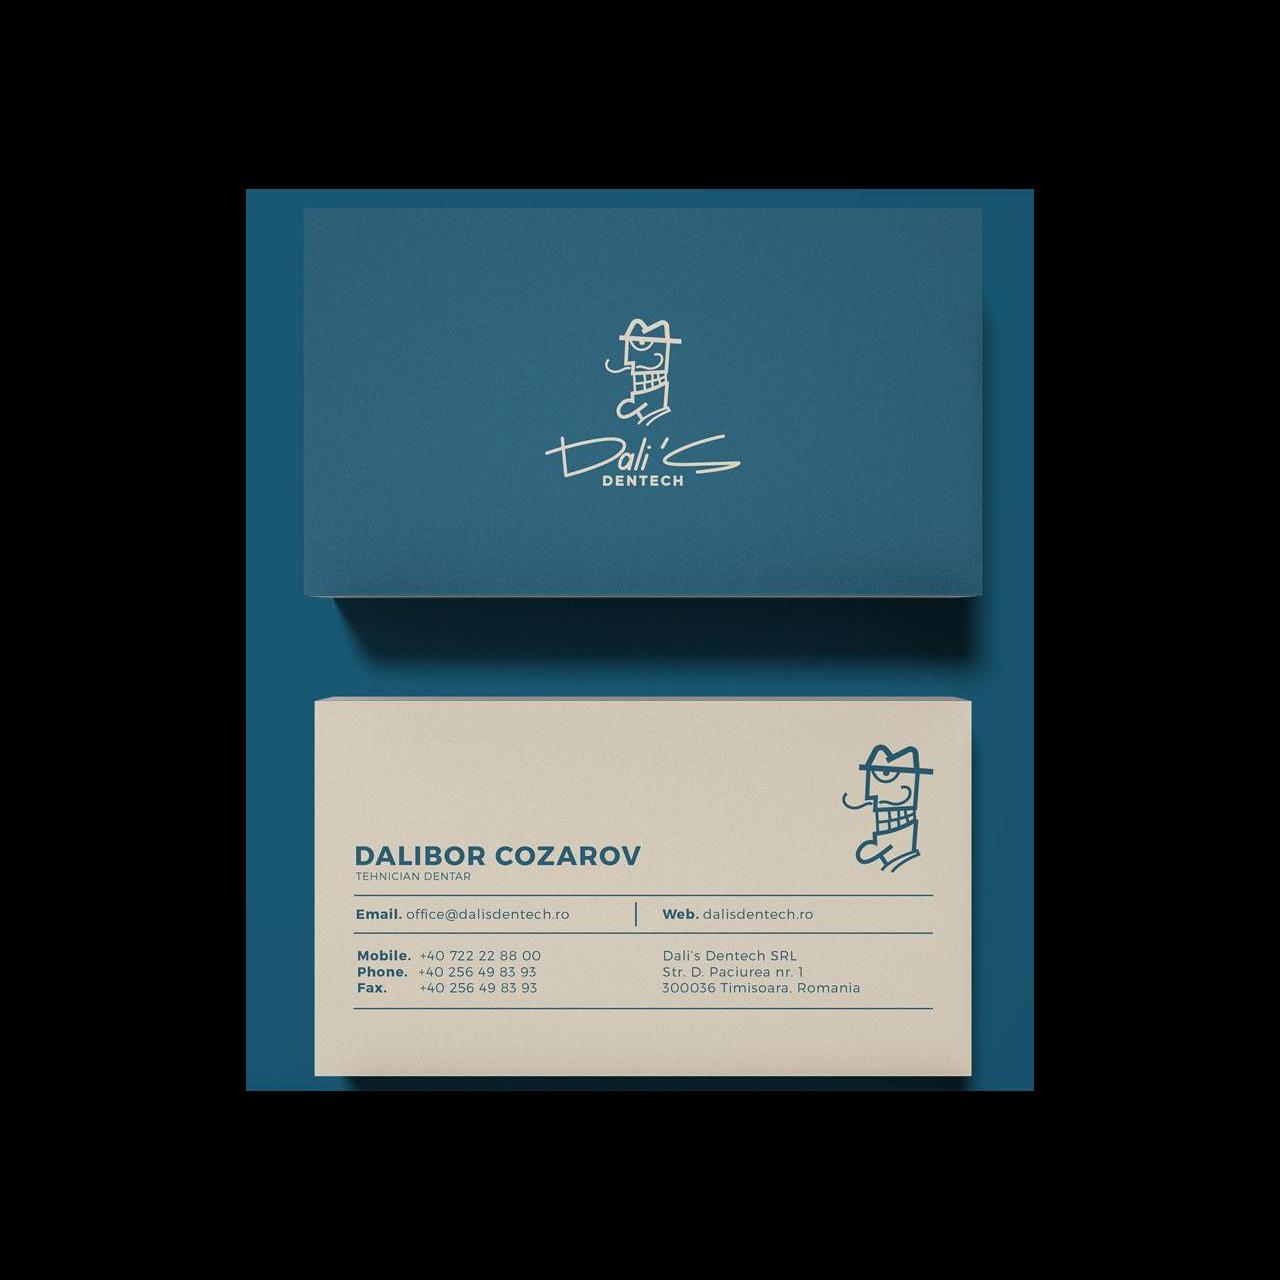 Dali's
DENTECH
DALIBOR COZAROV
TEHNICIAN DENTAR
Email. office@dalisdentech.ro
Web. dalisdentech.ro
Mobile. +40 722 22 88 00
Phone. +40 256 49 83 93
Fax. +40 256 49 83 93
Dali's Dentech SRL
Str. D. Paciurea nr. 1
300036 Timisoara, Romania